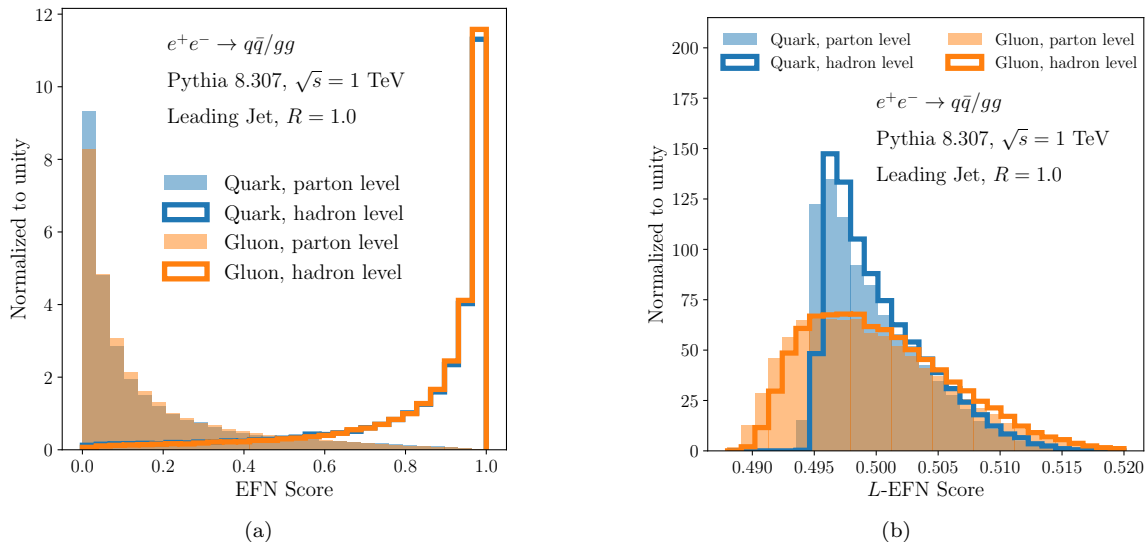 12
10
8
6
4
2
0
Normalized to unity
e⁺e⁻ → qq̄/gg
Pythia 8.307, √s = 1 TeV
Leading Jet, R = 1.0
Quark, parton level
Quark, hadron level
Gluon, parton level
Gluon, hadron level
0.0 0.2 0.4 0.6 0.8 1.0
EFN Score
(a)
200
175
150
125
100
75
50
25
0
Normalized to unity
Quark, parton level
Quark, hadron level
Gluon, parton level
Gluon, hadron level
e⁺e⁻ → qq̄/gg
Pythia 8.307, √s = 1 TeV
Leading Jet, R = 1.0
0.490 0.495 0.500 0.505 0.510 0.515 0.520
L-EFN Score
(b)